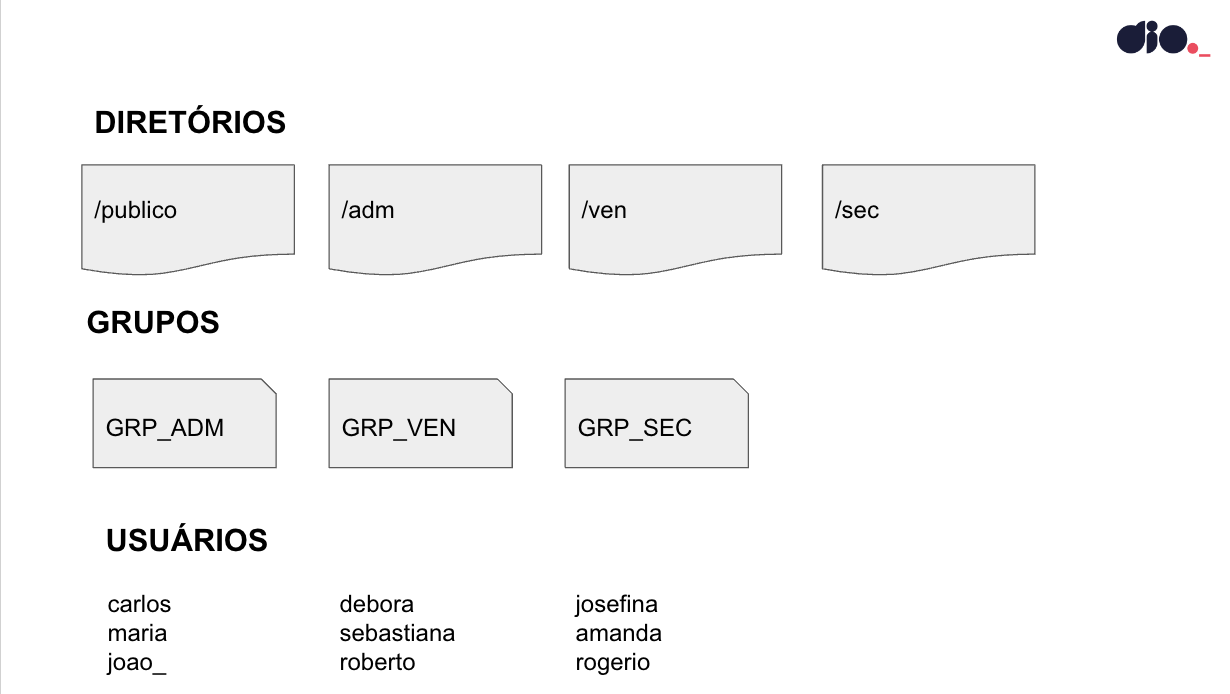 dio._
DIRETÓRIOS
/publico
/adm
/ven
/sec
GRUPOS
GRP_ADM
GRP_VEN
GRP_SEC
USUÁRIOS
carlos
maria
joao_
debora
sebastiana
roberto
josefina
amanda
rogerio